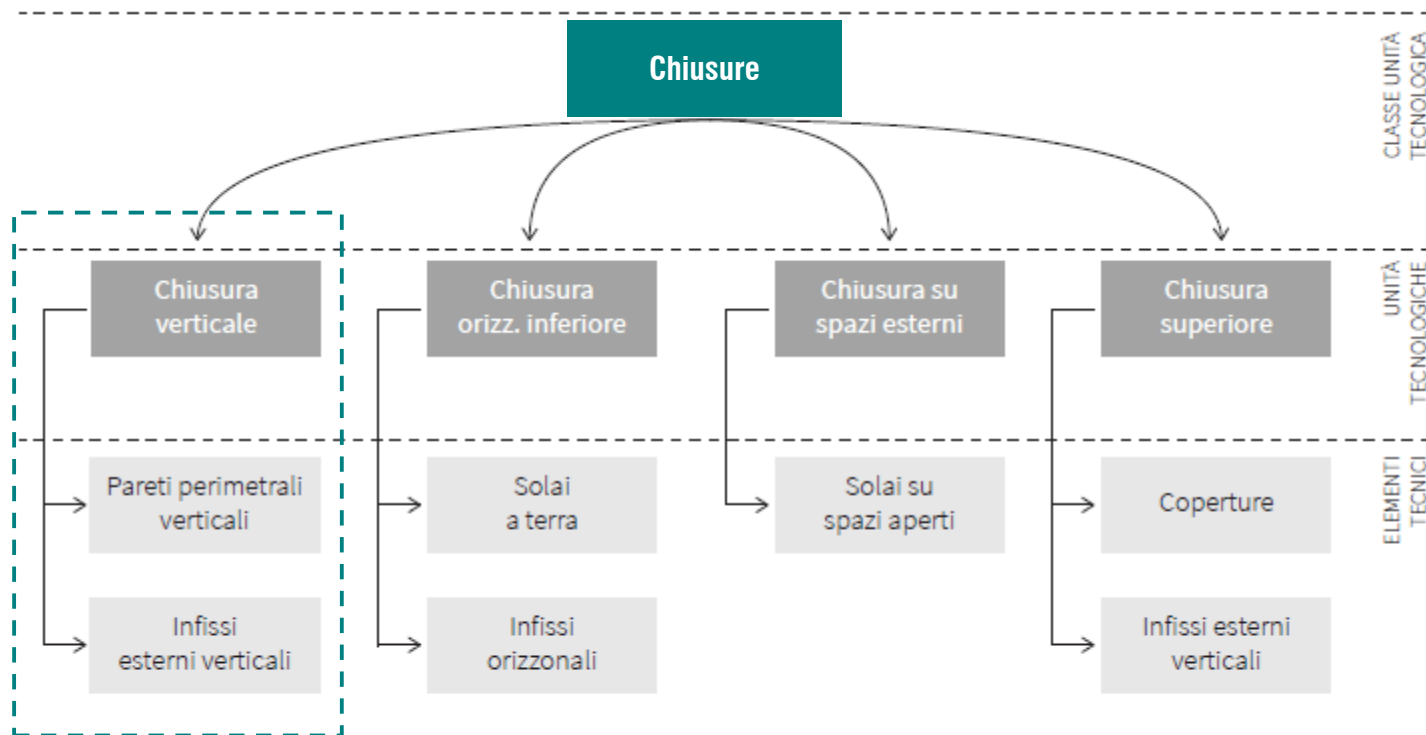 Chiusure
CLASSE UNITÀ
TECNOLOGICA
Chiusura
verticale
Chiusura
orizz. inferiore
Chiusura su
spazi esterni
Chiusura
superiore
UNITÀ
TECNOLOGICHE
Pareti perimetrali
verticali
Solai
a terra
Solai su
spazi aperti
Coperture
ELEMENTI
TECNICI
Infissi
esterni verticali
Infissi
orizzonali
Infissi esterni
verticali